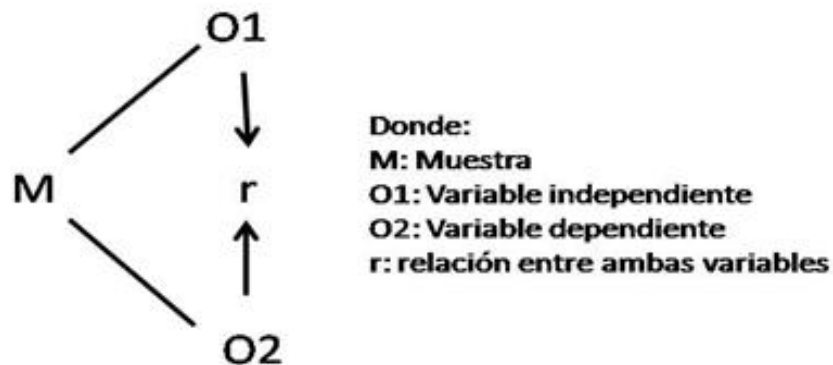 O1
M
r
O2
Donde:
M: Muestra
O1: Variable independiente
O2: Variable dependiente
r: relación entre ambas variables